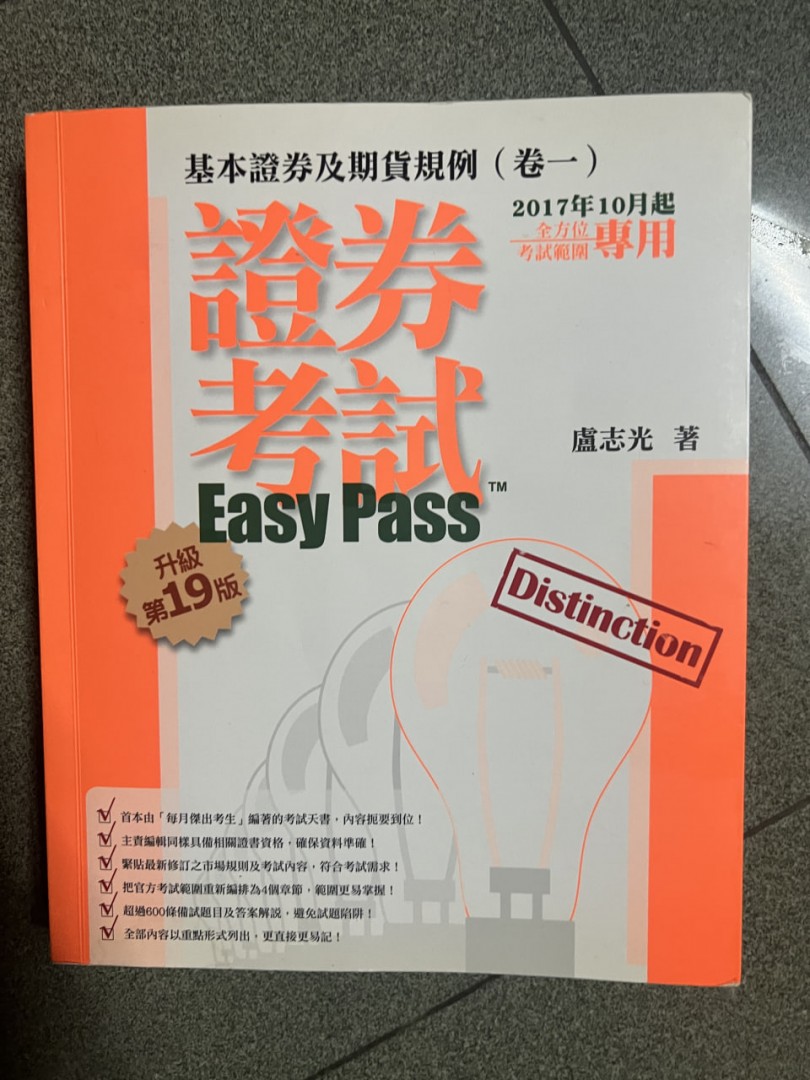 基本證券及期貨規例（卷一）
2017年10月起
全方位
考試範圍
專用
證券
考試
Easy Pass™
盧志光 著
升級
第19版
Distinction
首本由「每月傑出考生」編著的考試天書，內容扼要到位！
主責編輯同樣具備相關證書資格，確保資料準確！
緊貼最新修訂之市場規則及考試內容，符合考試需求！
把官方考試範圍重新編排為4個章節，範圍更易掌握！
超過600條備試題目及答案解說，避免試題陷阱！
全部內容以重點形式列出，更直接更易記！